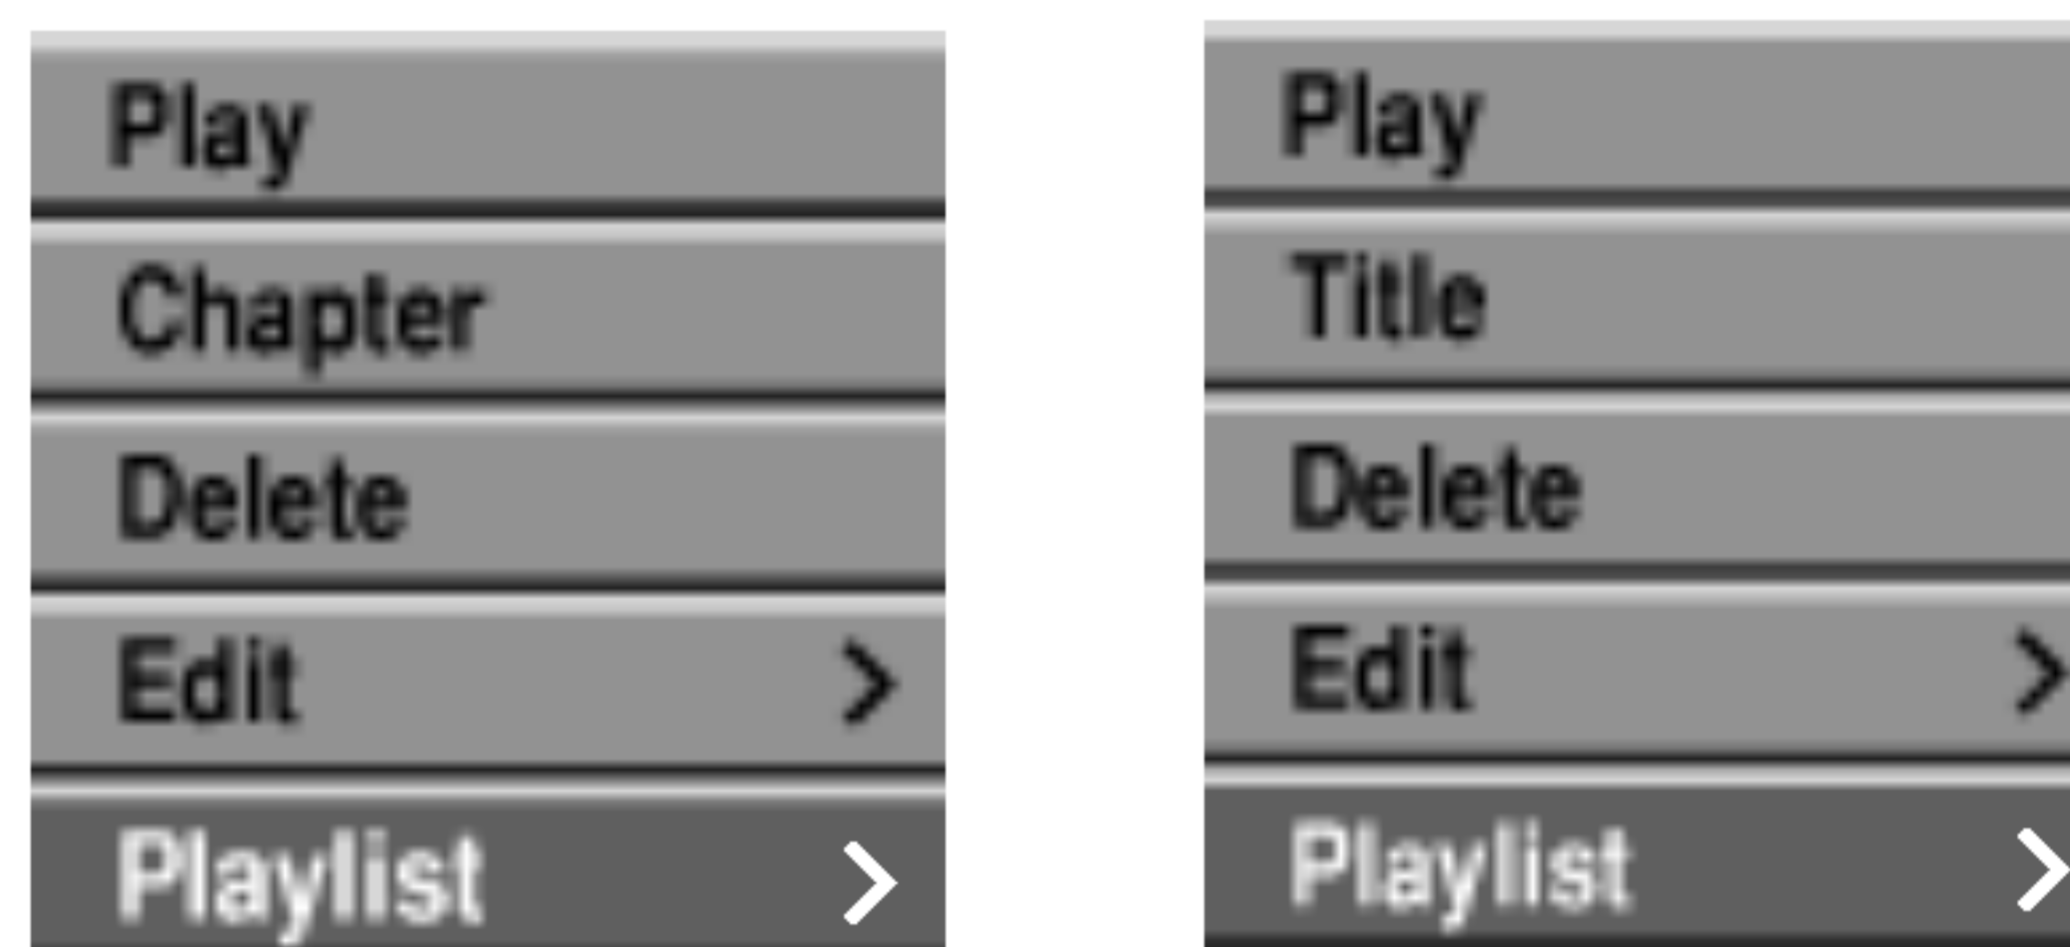 Play
Chapter
Delete
Edit >
Playlist >
Play
Title
Delete
Edit >
Playlist >